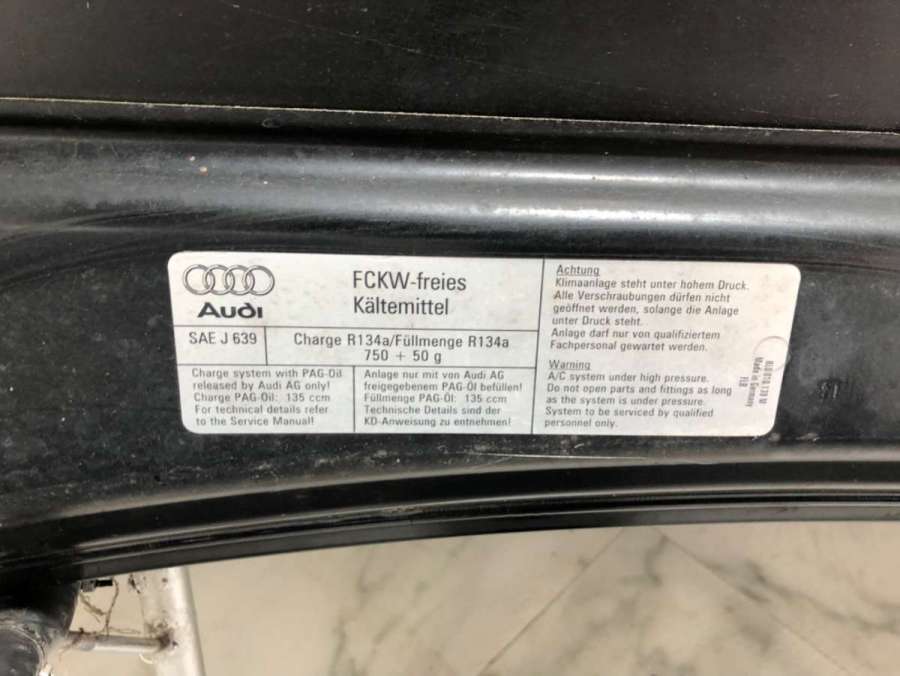 Audi
FCKW-freies
Kältemittel
SAE J 639
Charge R134a/Füllmenge R134a
750 + 50 g
Charge system with PAG-Oil
released by Audi AG only!
Charge PAG-Oil: 135 ccm
For technical details refer
to the Service Manual!
Anlage nur mit von Audi AG
freigegebenem PAG-Öl befüllen!
Füllmenge PAG-Öl: 135 ccm
Technische Details sind der
KD-Anweisung zu entnehmen!
Achtung
Klimaanlage steht unter hohem Druck.
Alle Verschraubungen dürfen nicht
geöffnet werden, solange die Anlage
unter Druck steht.
Anlage darf nur von qualifiziertem
Fachpersonal gewartet werden.
Warning
A/C system under high pressure.
Do not open parts and fittings as long
as the system is under pressure.
System to be serviced by qualified
personnel only.
Made in Germany